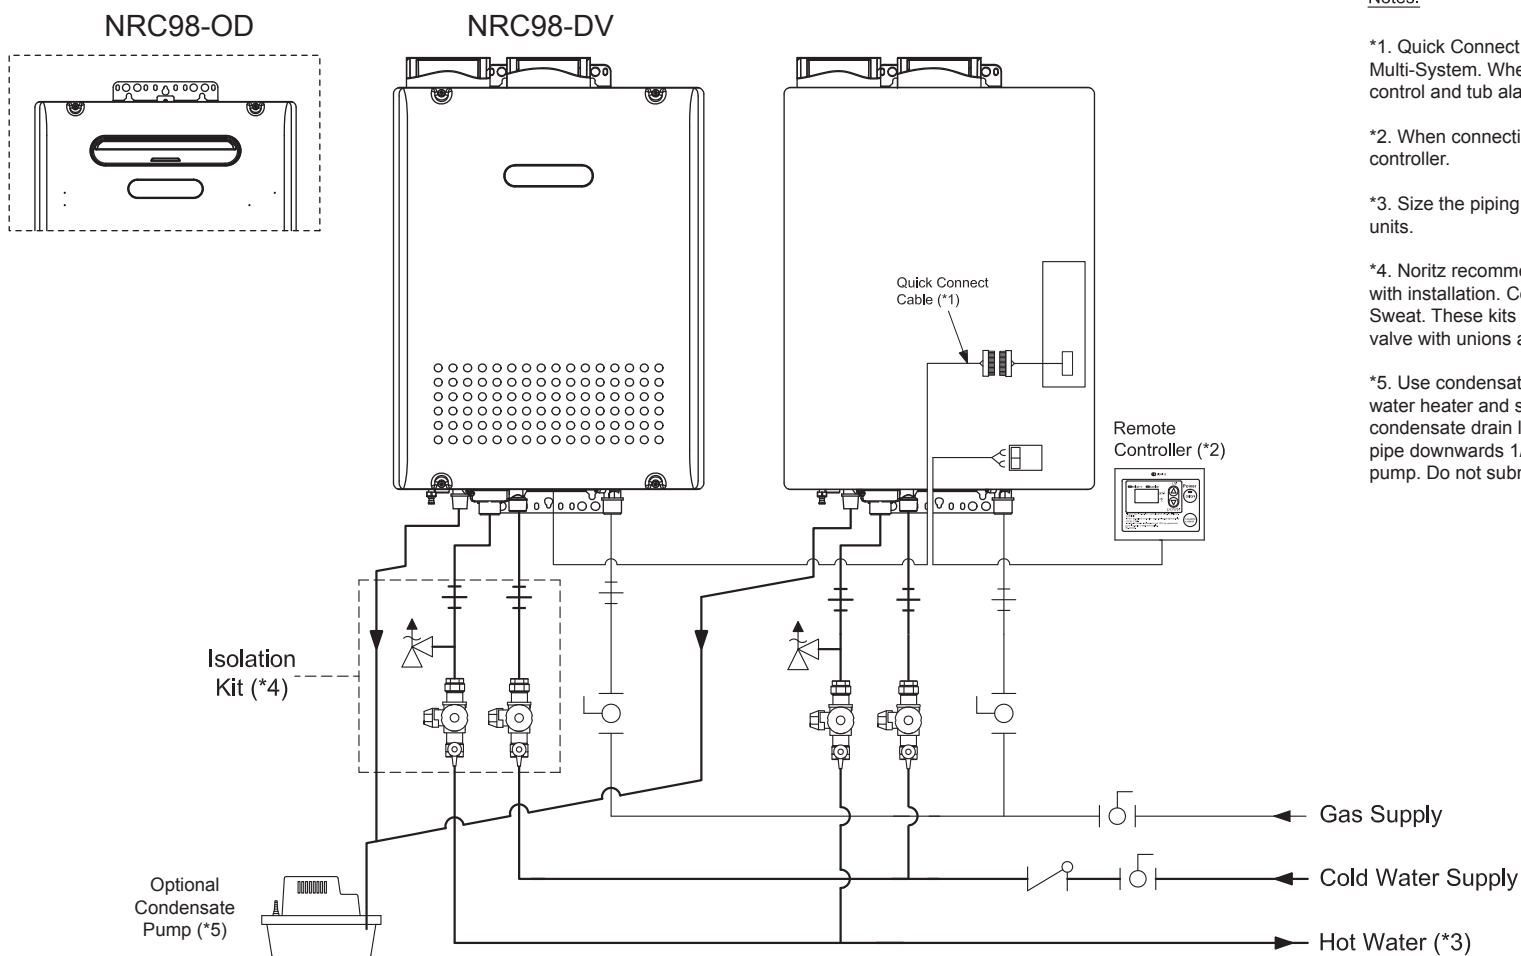 NRC98-OD
NRC98-DV
Notes:
*1. Quick Connect
Multi-System. Whe
control and tub ala
*2. When connecti
controller.
*3. Size the piping
units.
*4. Noritz recomme
with installation. Co
Sweat. These kits
valve with unions a
*5. Use condensat
water heater and s
condensate drain l
pipe downwards 1/
pump. Do not subm
Quick Connect
Cable (*1)
Remote
Controller (*2)
Power
Isolation
Kit (*4)
Gas Supply
Optional
Condensate
Pump (*5)
Cold Water Supply
Hot Water (*3)